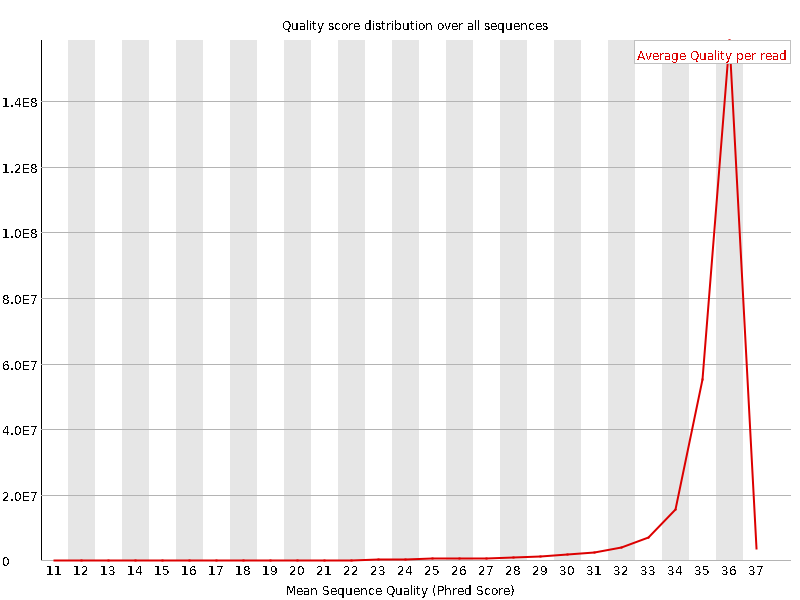 Quality score distribution over all sequences
Average Quality per read
1.4E8
1.2E8
1.0E8
8.0E7
6.0E7
4.0E7
2.0E7
0
11 12 13 14 15 16 17 18 19 20 21 22 23 24 25 26 27 28 29 30 31 32 33 34 35 36 37
Mean Sequence Quality (Phred Score)